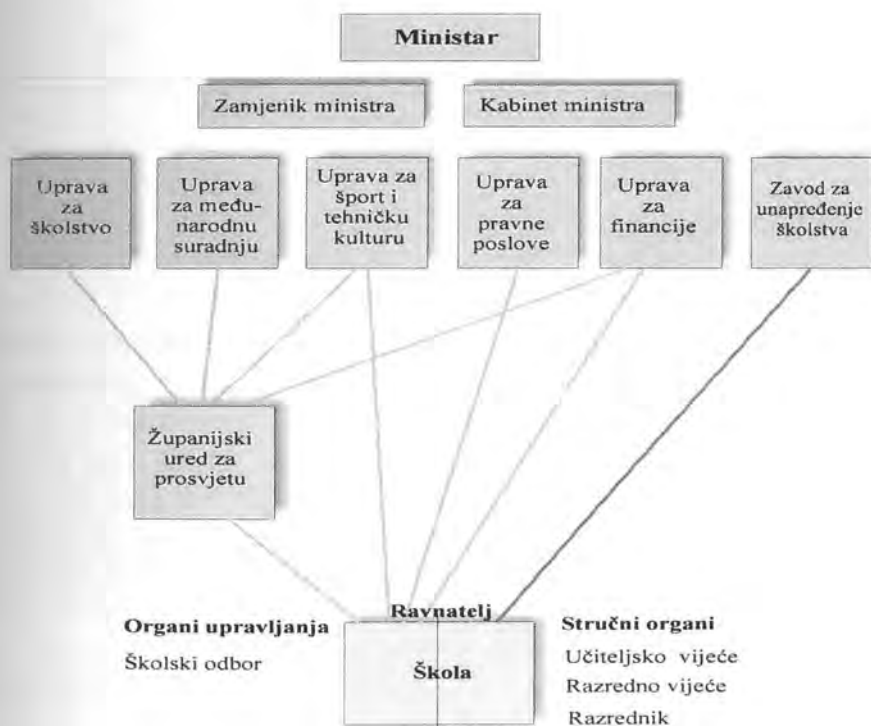 Ministar
Zamjenik ministra
Kabinet ministra
Uprava
za
školstvo
Uprava
za među-
narodnu
suradnju
Uprava za
šport i
tehničku
kulturu
Uprava
za
pravne
poslove
Uprava
za
financije
Zavod za
unapređenje
školstva
Županijski
ured za
prosvjetu
Organi upravljanja
Školski odbor
Ravnatelj
Škola
Stručni organi
Učiteljsko vijeće
Razredno vijeće
Razrednik